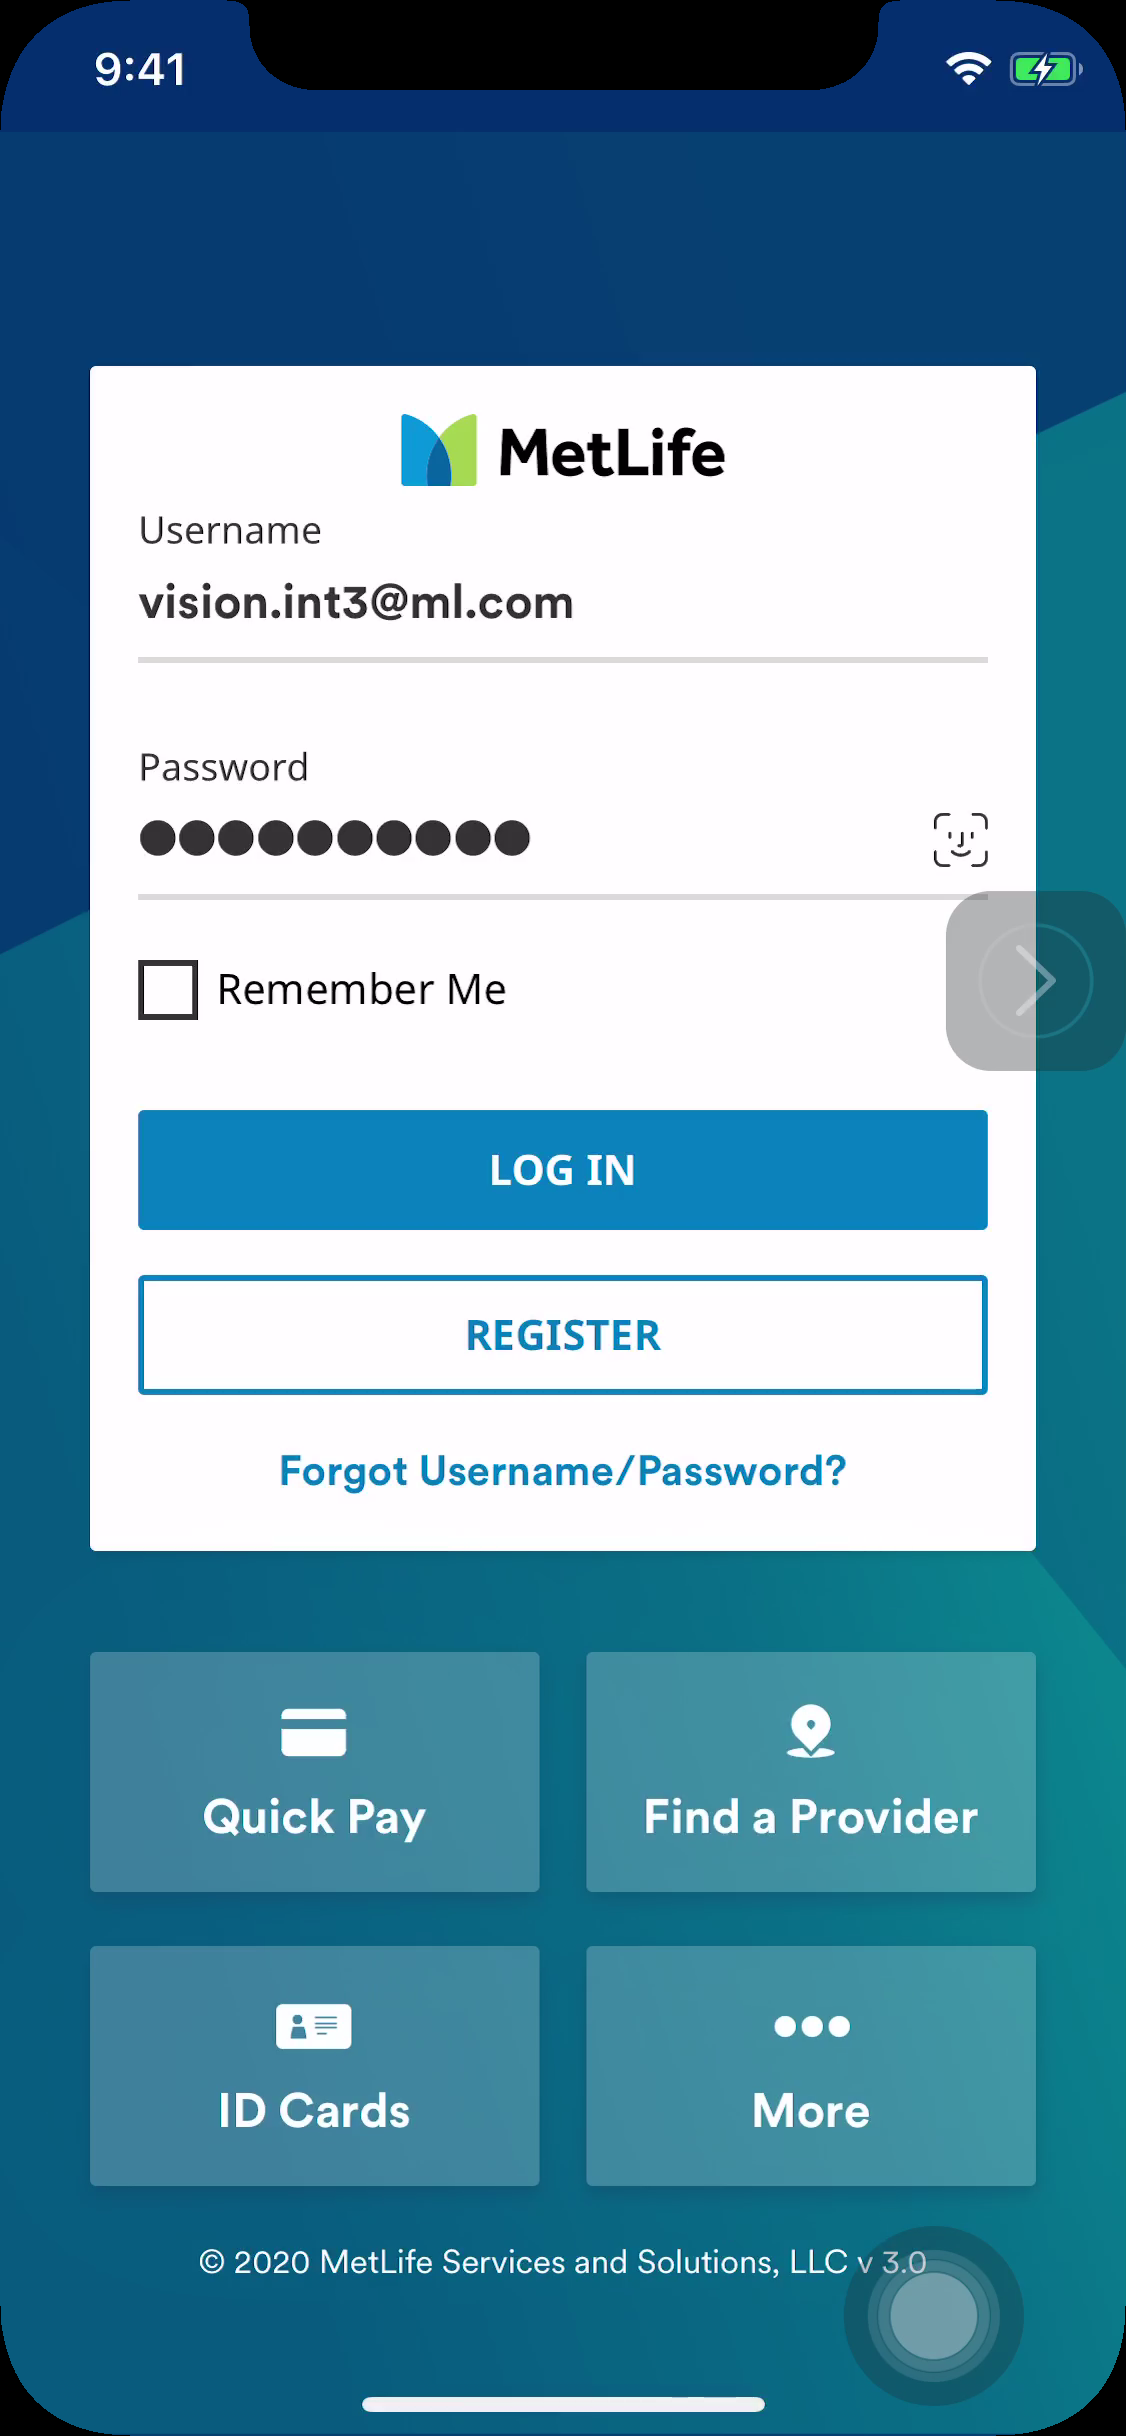 9:41
MetLife
Username
vision.int3@ml.com
Password
Remember Me
LOG IN
REGISTER
Forgot Username/Password?
Quick Pay
Find a Provider
ID Cards
More
© 2020 MetLife Services and Solutions, LLC v 3.0